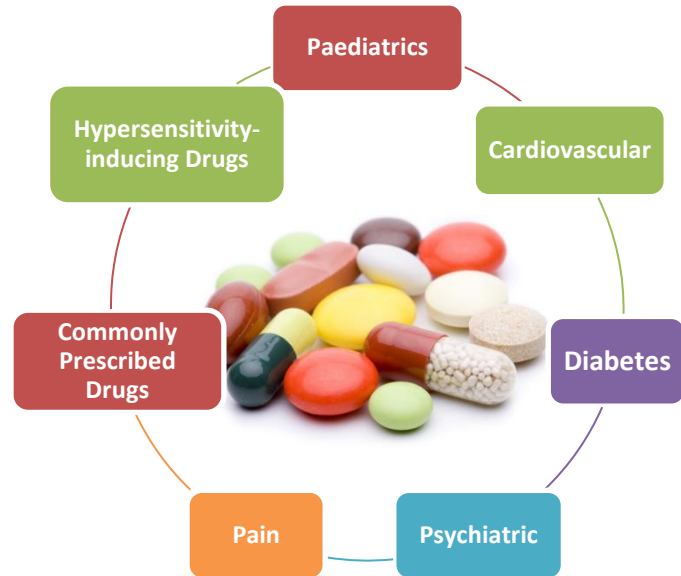 Paediatrics
Cardiovascular
Diabetes
Psychiatric
Pain
Commonly
Prescribed
Drugs
Hypersensitivity-
inducing Drugs